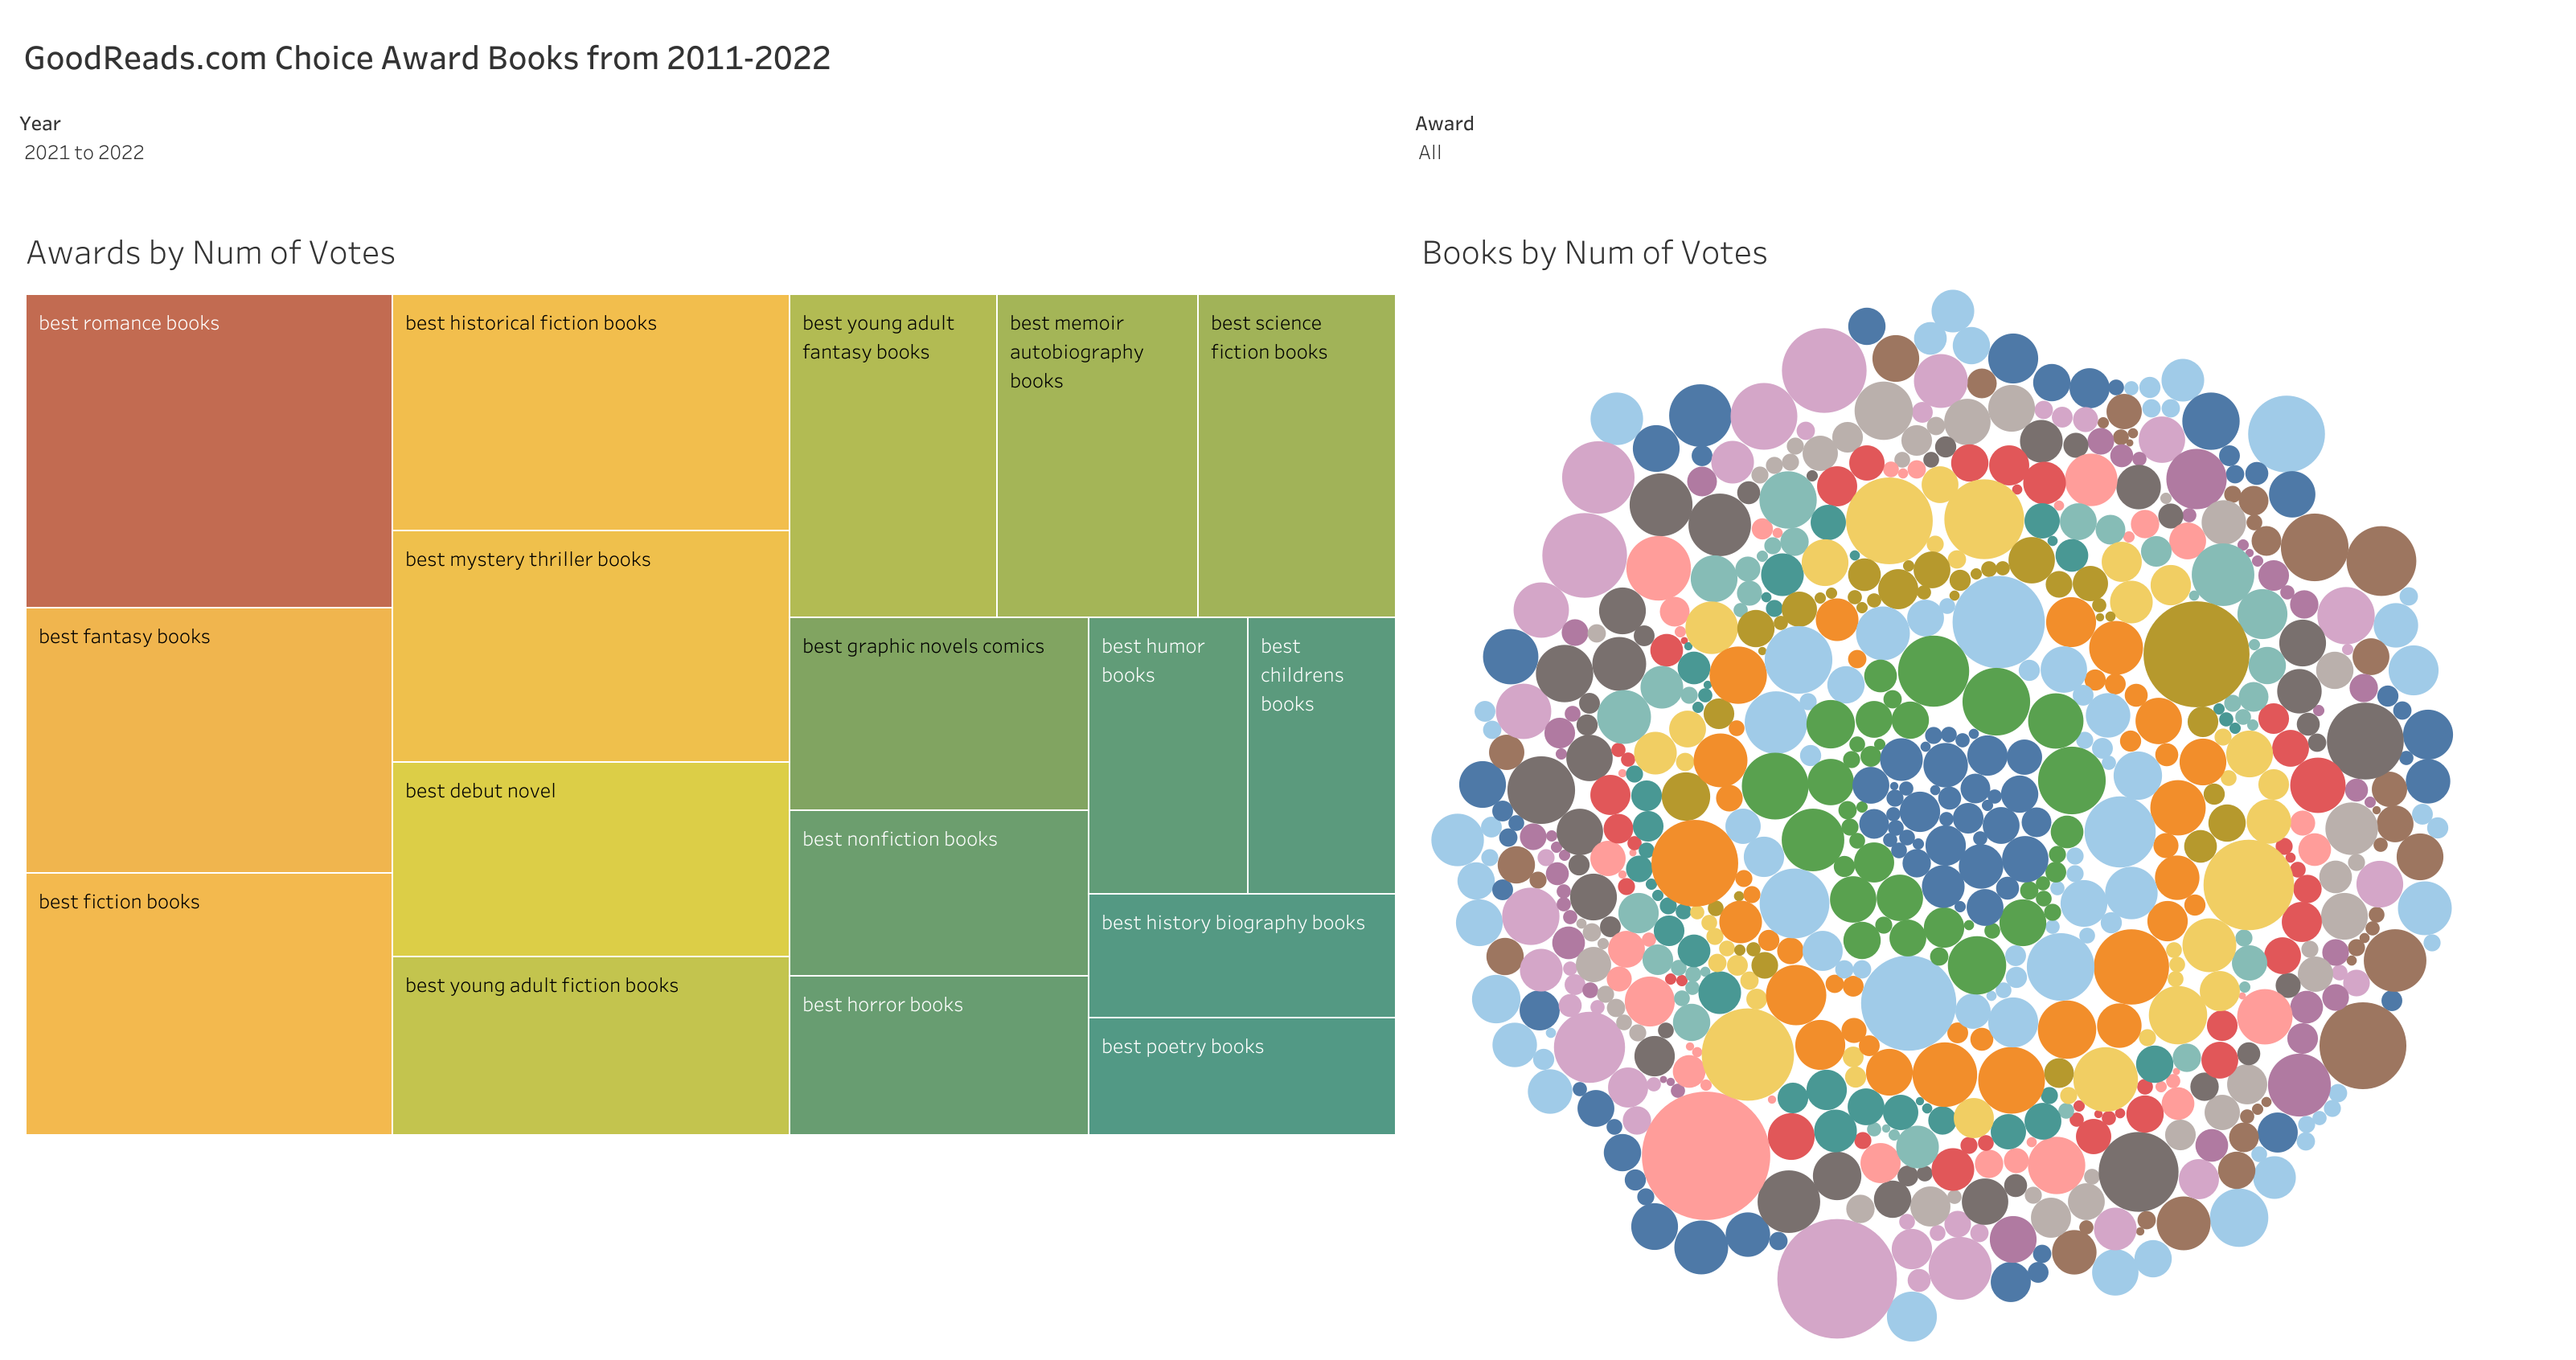 GoodReads.com Choice Award Books from 2011-2022
Year
2021 to 2022
Award
All
Awards by Num of Votes
best romance books
best fantasy books
best fiction books
best historical fiction books
best mystery thriller books
best debut novel
best young adult fiction books
best young adult
fantasy books
best memoir
autobiography
books
best science
fiction books
best graphic novels comics
best nonfiction books
best horror books
best humor
books
best
childrens
books
best history biography books
best poetry books
Books by Num of Votes